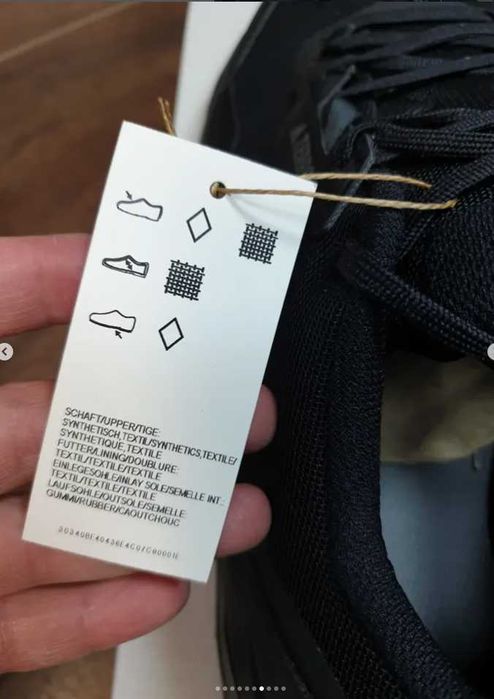 SCHAFT/UPPER/TIGE:
SYNTHETISCH,TEXTIL/SYNTHETICS,TEXTILE/
SYNTHETIQUE,TEXTILE
FUTTER/LINING/DOUBLURE:
TEXTIL/TEXTILE/TEXTILE
EINLEGESOHLE/INLAY SOLE/SEMELLE INT.:
TEXTIL/TEXTILE/TEXTILE
LAUFSOHLE/OUTSOLE/SEMELLE:
GUMMI/RUBBER/CAOUTCHOUC